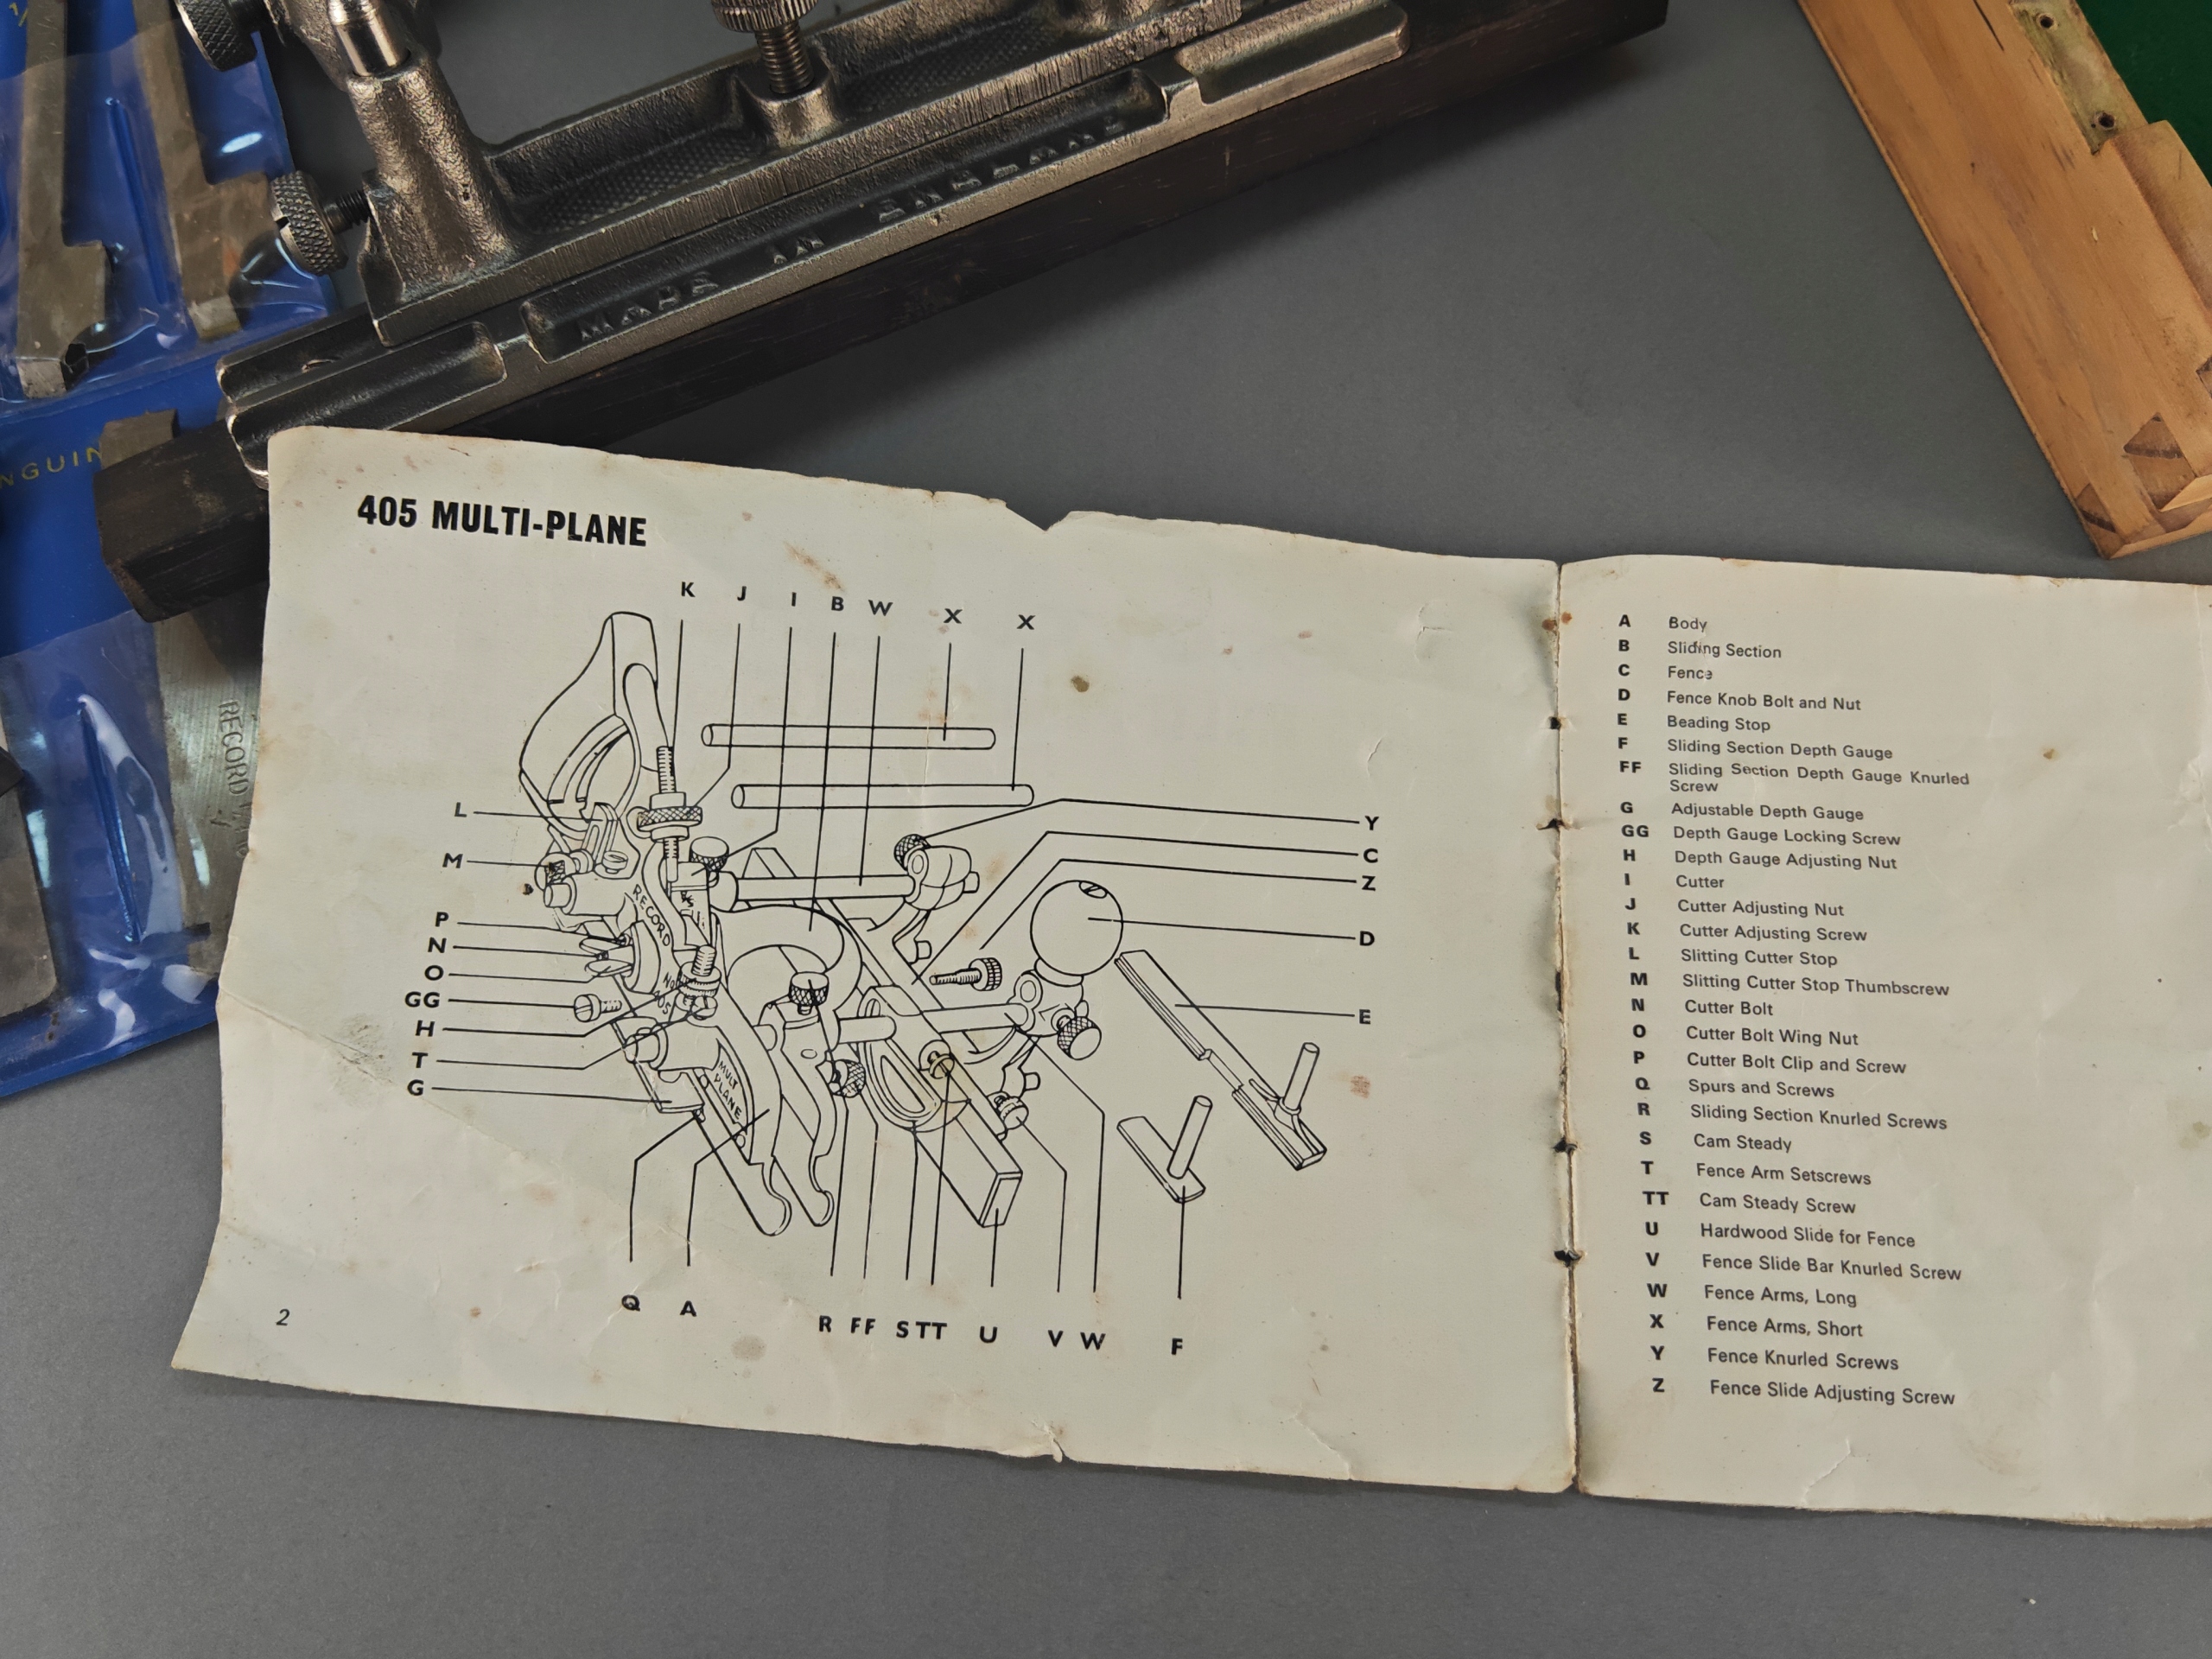 MADE IN ENGLAND
RECORD
405 MULTI-PLANE
K J I B W X X
L
M
P
N
O
GG
H
T
G
Y
C
Z
D
E
RECORD
No
405
MULTI
PLANE
Q A R FF S TT U V W F
2
A Body
B Sliding Section
C Fence
D Fence Knob Bolt and Nut
E Beading Stop
F Sliding Section Depth Gauge
FF Sliding Section Depth Gauge Knurled
Screw
G Adjustable Depth Gauge
GG Depth Gauge Locking Screw
H Depth Gauge Adjusting Nut
I Cutter
J Cutter Adjusting Nut
K Cutter Adjusting Screw
L Slitting Cutter Stop
M Slitting Cutter Stop Thumbscrew
N Cutter Bolt
O Cutter Bolt Wing Nut
P Cutter Bolt Clip and Screw
Q Spurs and Screws
R Sliding Section Knurled Screws
S Cam Steady
T Fence Arm Setscrews
TT Cam Steady Screw
U Hardwood Slide for Fence
V Fence Slide Bar Knurled Screw
W Fence Arms, Long
X Fence Arms, Short
Y Fence Knurled Screws
Z Fence Slide Adjusting Screw